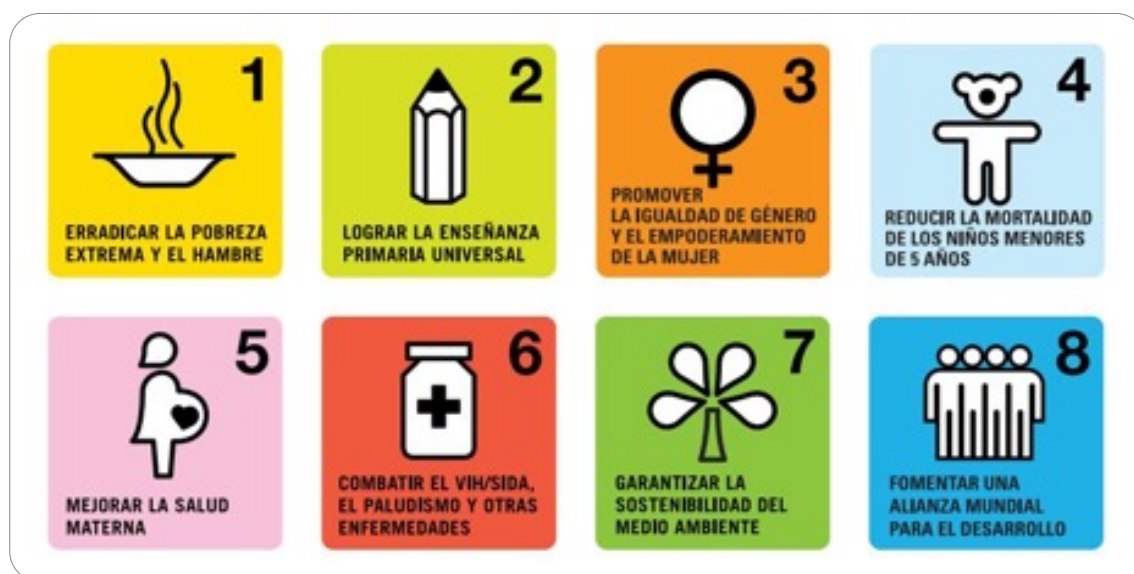 1
ERRADICAR LA POBREZA
EXTREMA Y EL HAMBRE
2
LOGRAR LA ENSEÑANZA
PRIMARIA UNIVERSAL
3
PROMOVER
LA IGUALDAD DE GÉNERO
Y EL EMPODERAMIENTO
DE LA MUJER
4
REDUCIR LA MORTALIDAD
DE LOS NIÑOS MENORES
DE 5 AÑOS
5
MEJORAR LA SALUD
MATERNA
6
COMBATIR EL VIH/SIDA,
EL PALUDISMO Y OTRAS
ENFERMEDADES
7
GARANTIZAR LA
SOSTENIBILIDAD DEL
MEDIO AMBIENTE
8
FOMENTAR UNA
ALIANZA MUNDIAL
PARA EL DESARROLLO